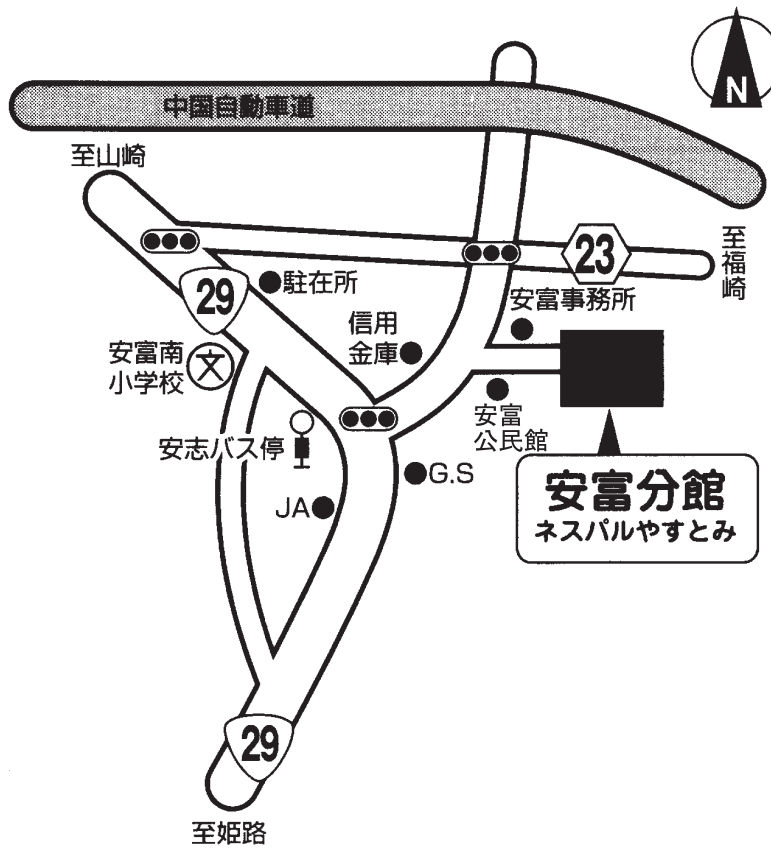 N
中国自動車道
至山崎
至福崎
23
29
駐在所
安富事務所
信用
金庫
安富南
小学校
文
安富
公民館
安志バス停
G.S
JA
安富分館
ネスパルやすとみ
29
至姫路